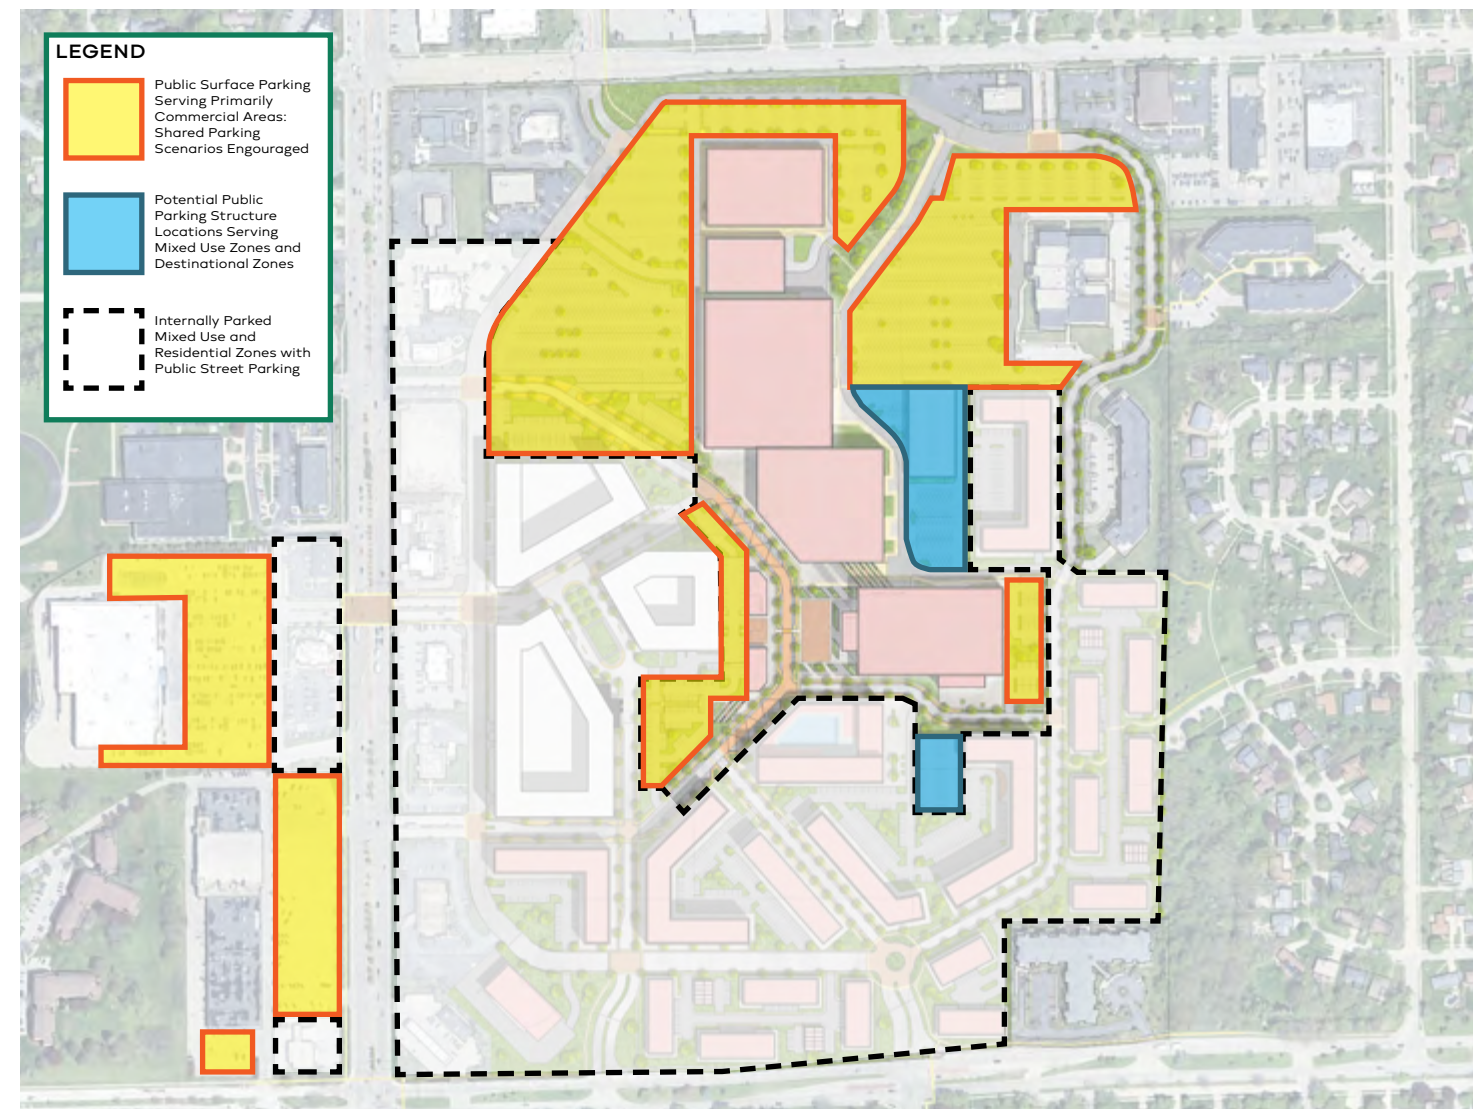 LEGEND
Public Surface Parking
Serving Primarily
Commercial Areas:
Shared Parking
Scenarios Engouraged
Potential Public
Parking Structure
Locations Serving
Mixed Use Zones and
Destinational Zones
Internally Parked
Mixed Use and
Residential Zones with
Public Street Parking